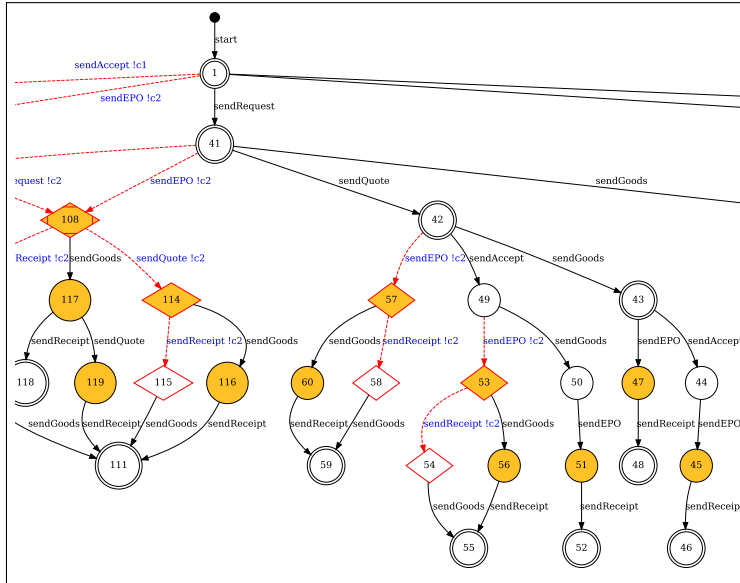 start
sendAccept !c1
1
sendEPO !c2
sendRequest
41
equest !c2
sendEPO !c2
sendQuote
sendGoods
108
42
Receipt !c2
sendGoods
sendQuote !c2
sendEPO !c2
sendAccept
sendGoods
117
114
57
49
43
sendReceipt
sendQuote
sendReceipt !c2
sendGoods
sendGoods
sendReceipt !c2
sendEPO !c2
sendGoods
sendEPO
sendAccept
118
119
115
116
60
58
53
50
47
44
sendGoods
sendReceipt
sendGoods
sendReceipt
sendReceipt
sendGoods
sendReceipt !c2
sendGoods
sendEPO
sendReceipt
sendEPO
111
59
54
56
51
48
45
sendGoods
sendReceipt
sendReceipt
sendReceipt
55
52
46